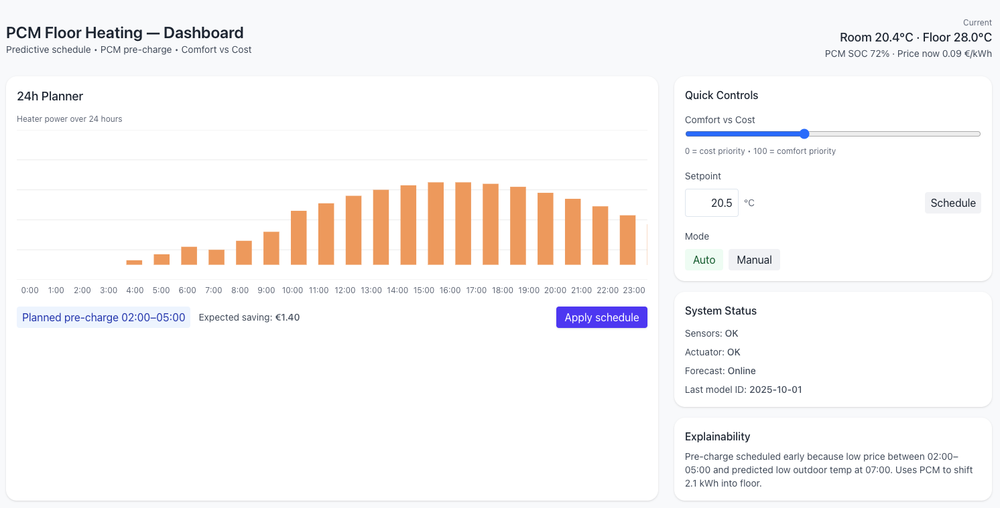 PCM Floor Heating — Dashboard
Predictive schedule • PCM pre-charge • Comfort vs Cost
Current
Room 20.4°C · Floor 28.0°C
PCM SOC 72% · Price now 0.09 €/kWh
24h Planner
Heater power over 24 hours
0:00 1:00 2:00 3:00 4:00 5:00 6:00 7:00 8:00 9:00 10:00 11:00 12:00 13:00 14:00 15:00 16:00 17:00 18:00 19:00 20:00 21:00 22:00 23:00
Planned pre-charge 02:00–05:00 Expected saving: €1.40 Apply schedule
Quick Controls
Comfort vs Cost
0 = cost priority • 100 = comfort priority
Setpoint
20.5 °C Schedule
Mode
Auto Manual
System Status
Sensors: OK
Actuator: OK
Forecast: Online
Last model ID: 2025-10-01
Explainability
Pre-charge scheduled early because low price between 02:00–
05:00 and predicted low outdoor temp at 07:00. Uses PCM to shift
2.1 kWh into floor.